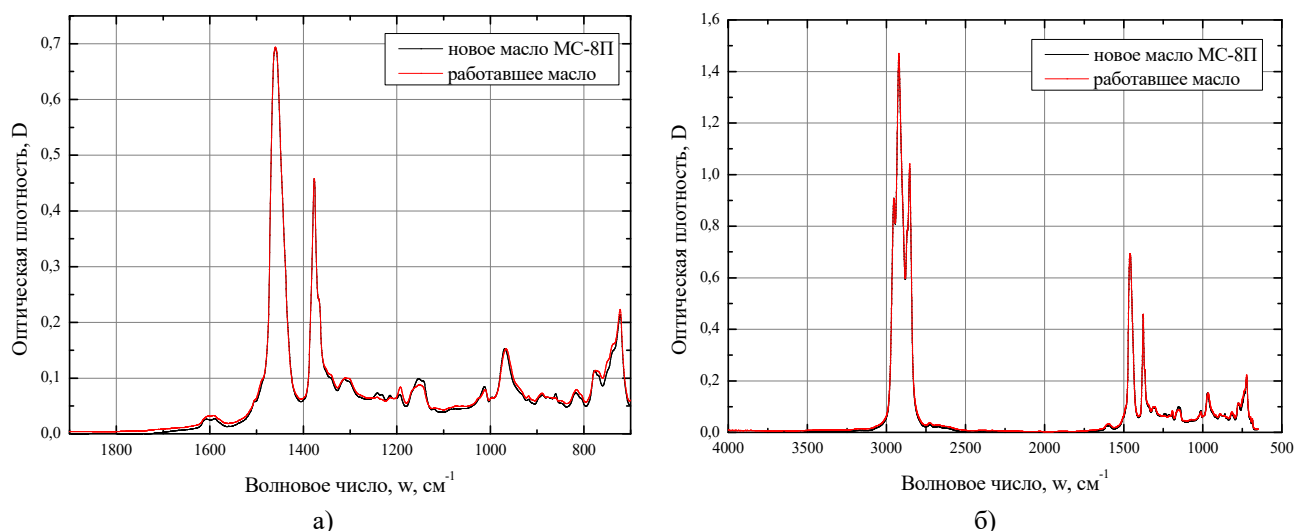 новое масло МС-8П
работавшее масло
0,7
0,6
0,5
0,4
0,3
0,2
0,1
0,0
Оптическая плотность, D
1800 1600 1400 1200 1000 800
Волновое число, w, см-1
а)
новое масло МС-8П
работавшее масло
1,6
1,4
1,2
1,0
0,8
0,6
0,4
0,2
0,0
Оптическая плотность, D
4000 3500 3000 2500 2000 1500 1000 500
Волновое число, w, см-1
б)